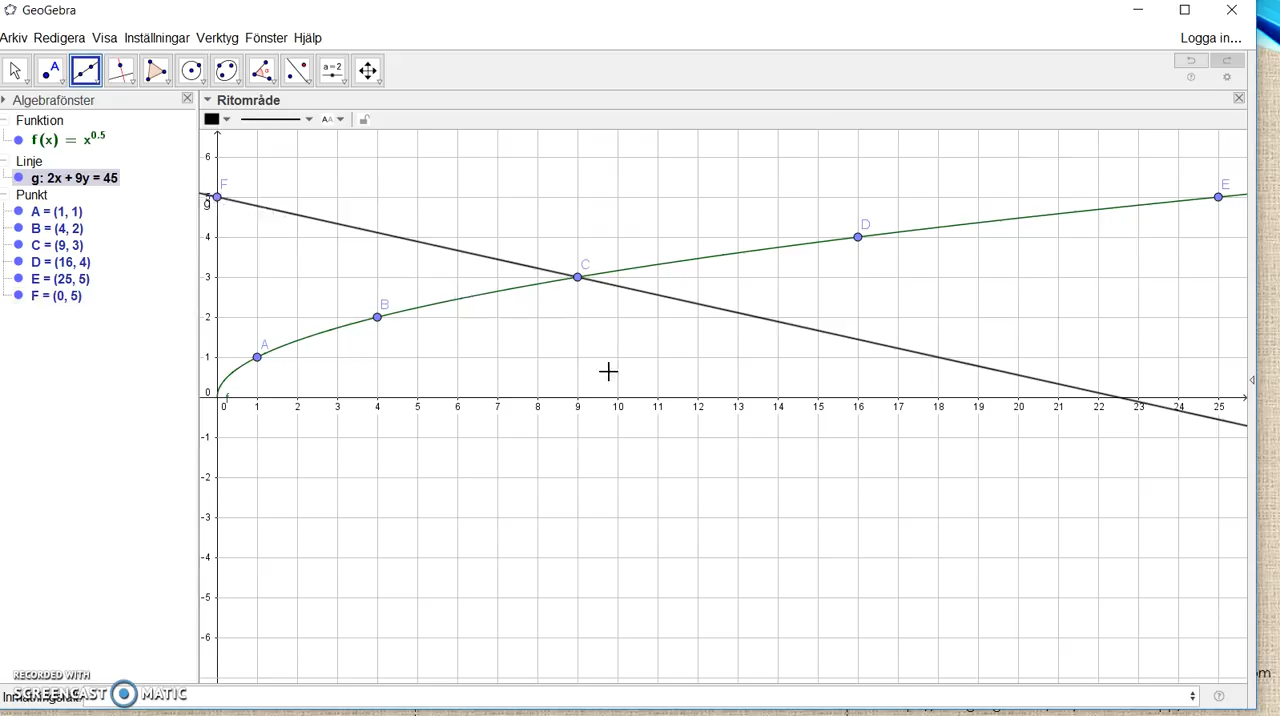 GeoGebra
Arkiv Redigera Visa Inställningar Verktyg Fönster Hjälp
Logga in...
A
α
a=2
Algebrafönster
Ritområde
AA
Funktion
f(x) = x^0.5
Linje
g: 2x + 9y = 45
Punkt
A = (1, 1)
B = (4, 2)
C = (9, 3)
D = (16, 4)
E = (25, 5)
F = (0, 5)
6
F
5
g
E
4
D
3
C
2
B
1
A
0
f
0 1 2 3 4 5 6 7 8 9 10 11 12 13 14 15 16 17 18 19 20 21 22 23 24 25
-1
-2
-3
-4
-5
-6
RECORDED WITH
SCREENCAST MATIC
om